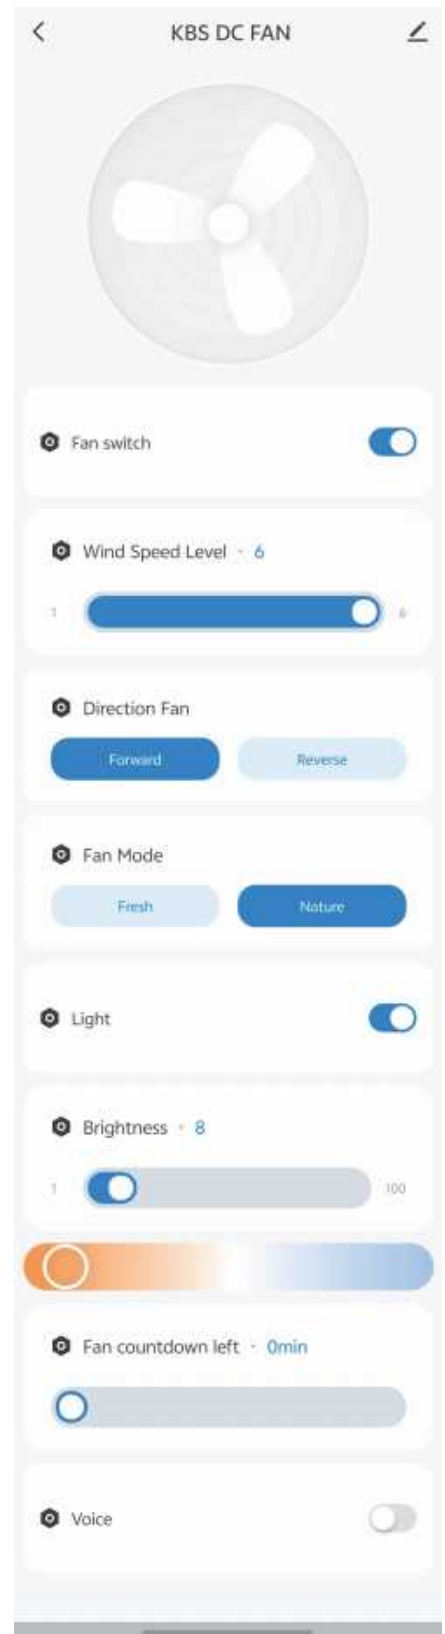 KBS DC FAN
Fan switch
Wind Speed Level · 6
1 6
Direction Fan
Forward Reverse
Fan Mode
Fresh Nature
Light
Brightness · 8
1 100
Fan countdown left · 0min
Voice